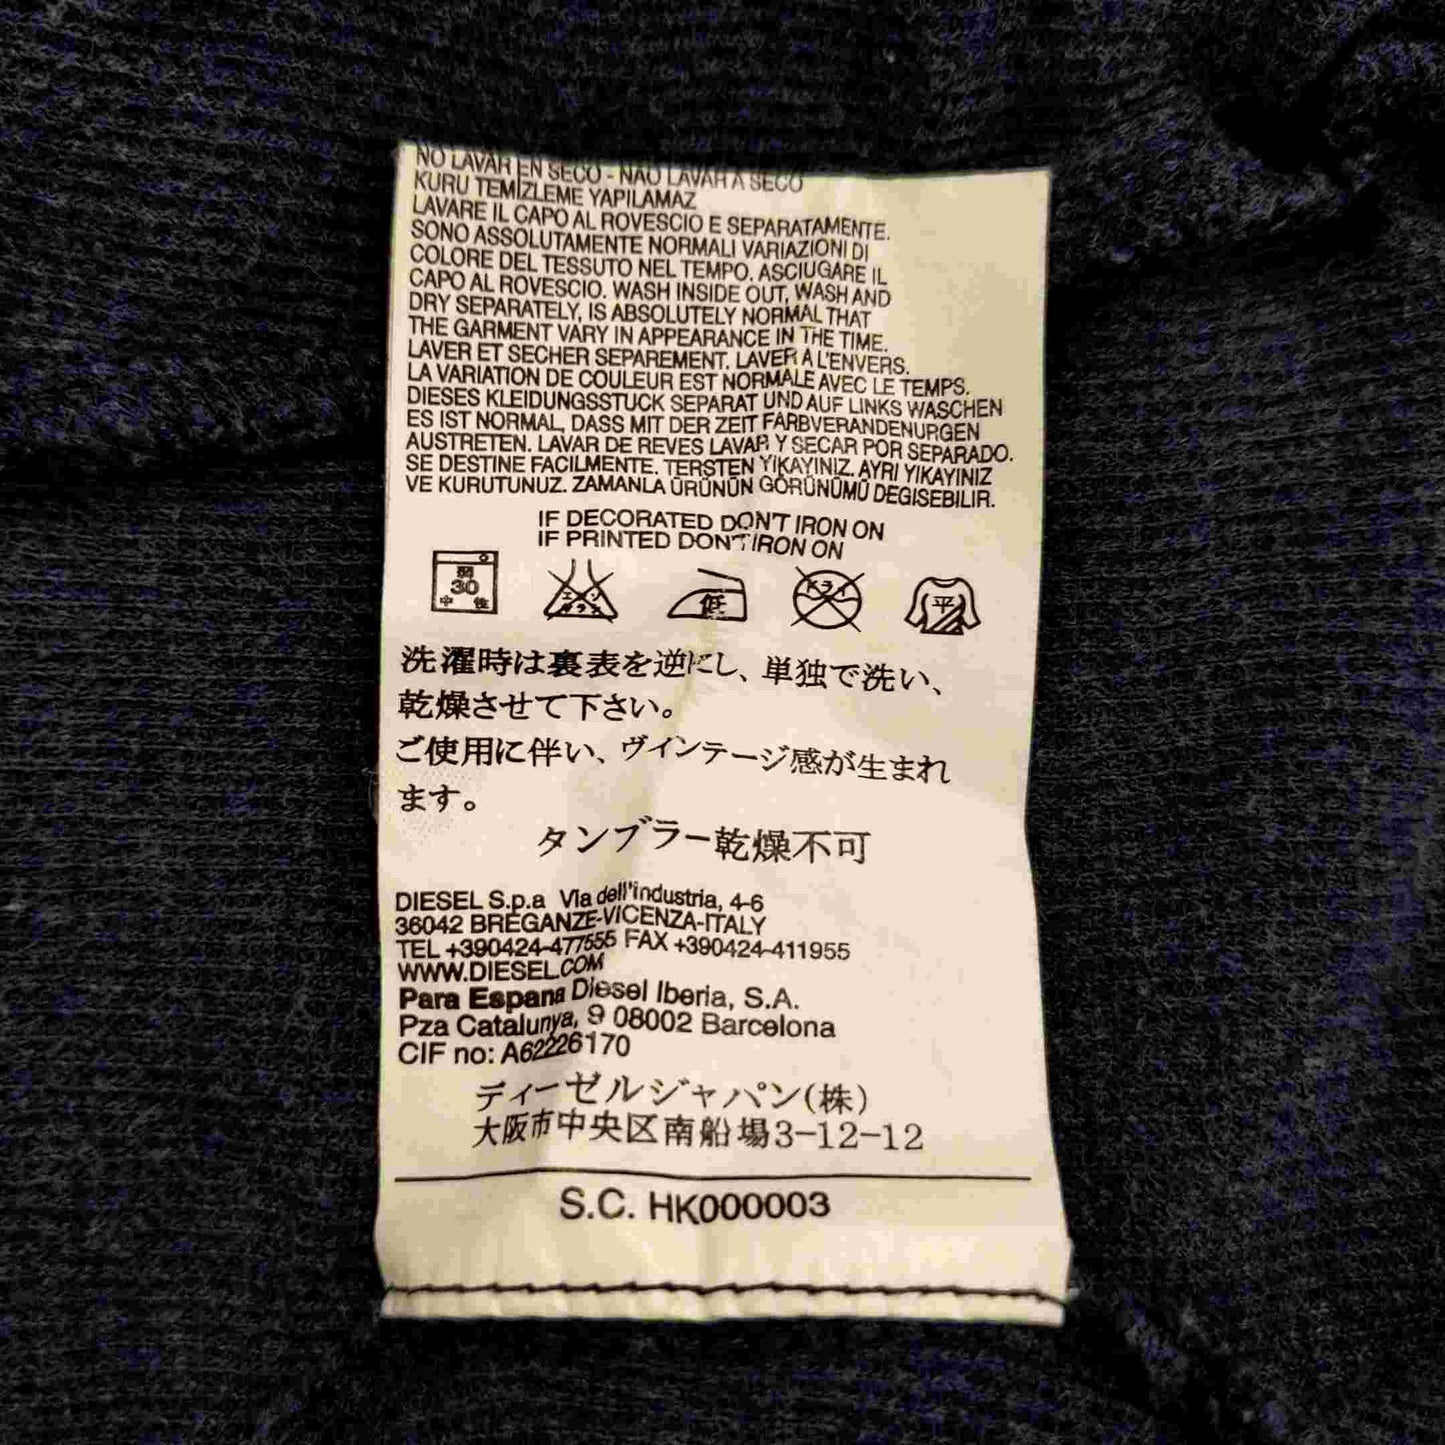 NO LAVAR EN SECO - NAO LAVAR A SECO
KURU TEMIZLEME YAPILAMAZ
LAVARE IL CAPO AL ROVESCIO E SEPARATAMENTE.
SONO ASSOLUTAMENTE NORMALI VARIAZIONI DI
COLORE DEL TESSUTO NEL TEMPO. ASCIUGARE IL
CAPO AL ROVESCIO. WASH INSIDE OUT, WASH AND
DRY SEPARATELY, IS ABSOLUTELY NORMAL THAT
THE GARMENT VARY IN APPEARANCE IN THE TIME.
LAVER ET SECHER SEPAREMENT. LAVER A L'ENVERS.
LA VARIATION DE COULEUR EST NORMALE AVEC LE TEMPS.
DIESES KLEIDUNGSSTUCK SEPARAT UND AUF LINKS WASCHEN
ES IST NORMAL, DASS MIT DER ZEIT FARBVERANDENURGEN
AUSTRETEN. LAVAR DE REVES LAVAR Y SECAR POR SEPARADO.
SE DESTINE FACILMENTE. TERSTEN YIKAYINIZ. AYRI YIKAYINIZ
VE KURUTUNUZ. ZAMANLA ÜRÜNÜN GÖRÜNÜMÜ DEGISEBILIR.
IF DECORATED DON'T IRON ON
IF PRINTED DON'T IRON ON
弱
30
中 性
エンソサラシ
低
ドライ
平
洗濯時は裏表を逆にし、単独で洗い、
乾燥させて下さい。
ご使用に伴い、ヴインテージ感が生まれ
ます。
タンブラー乾燥不可
DIESEL S.p.a Via dell'industria, 4-6
36042 BREGANZE-VICENZA-ITALY
TEL +390424-477555 FAX +390424-411955
WWW.DIESEL.COM
Para Espana Diesel Iberia, S.A.
Pza Catalunya, 9 08002 Barcelona
CIF no: A62226170
ディーゼルジャパン(株)
大阪市中央区南船場3-12-12
S.C. HK000003